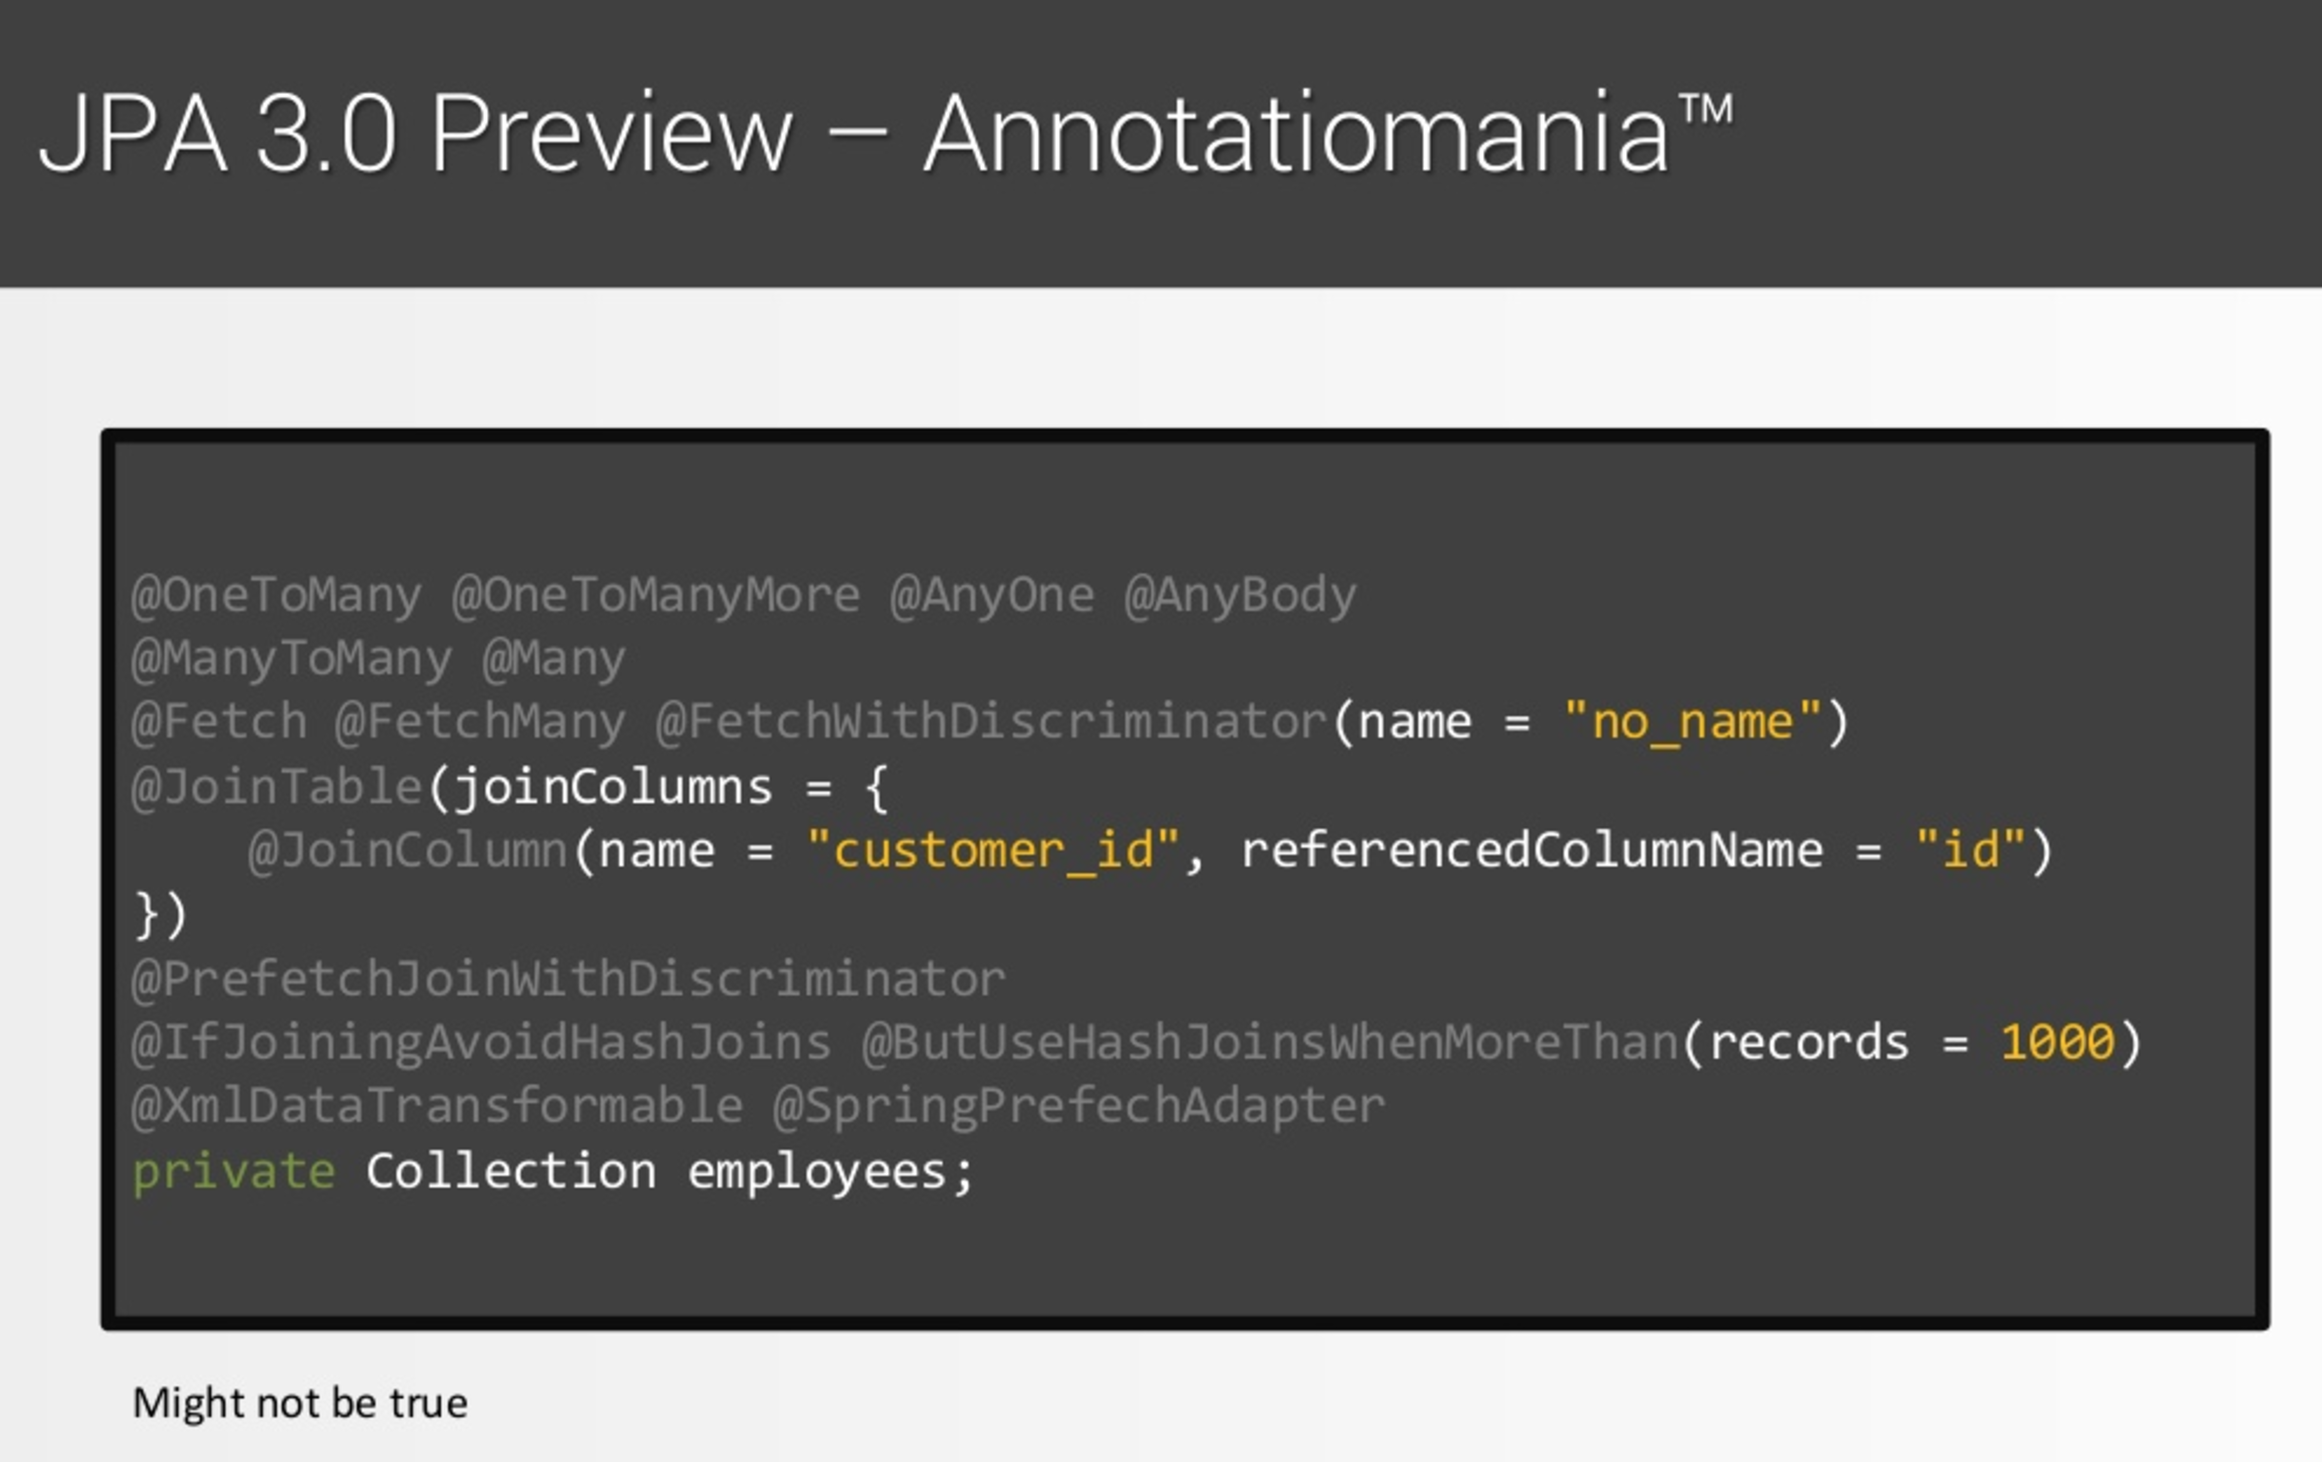 JPA 3.0 Preview – Annotatiomania™
@OneToMany @OneToManyMore @AnyOne @AnyBody
@ManyToMany @Many
@Fetch @FetchMany @FetchWithDiscriminator(name = "no_name")
@JoinTable(joinColumns = {
    @JoinColumn(name = "customer_id", referencedColumnName = "id")
})
@PrefetchJoinWithDiscriminator
@IfJoiningAvoidHashJoins @ButUseHashJoinsWhenMoreThan(records = 1000)
@XmlDataTransformable @SpringPrefechAdapter
private Collection employees;
Might not be true